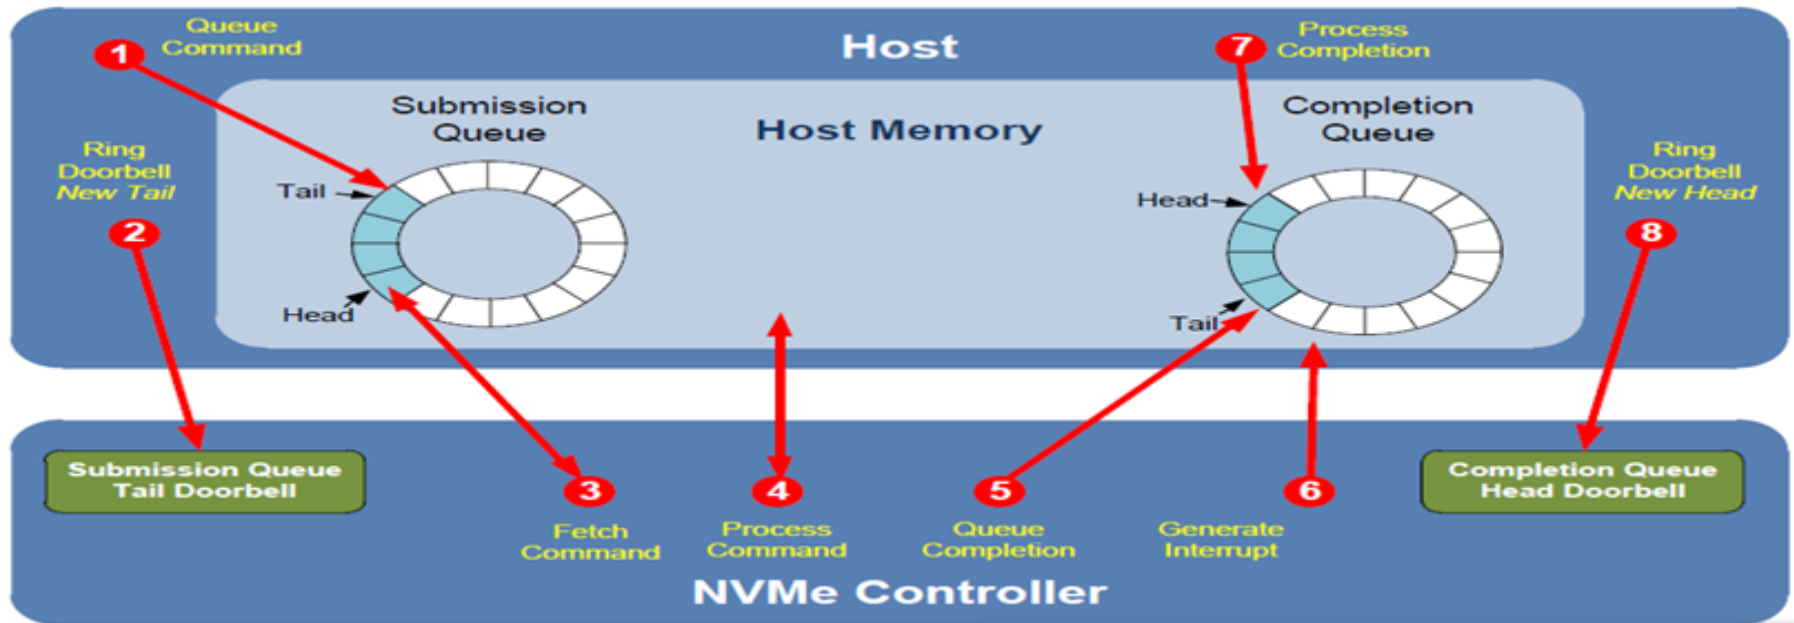 Queue
Command
1
Host
7
Process
Completion
Submission
Queue
Host Memory
Completion
Queue
Ring
Doorbell
New Tail
2
Tail
Head
Head
Tail
Ring
Doorbell
New Head
8
Submission Queue
Tail Doorbell
3
Fetch
Command
4
Process
Command
5
Queue
Completion
6
Generate
Interrupt
Completion Queue
Head Doorbell
NVMe Controller